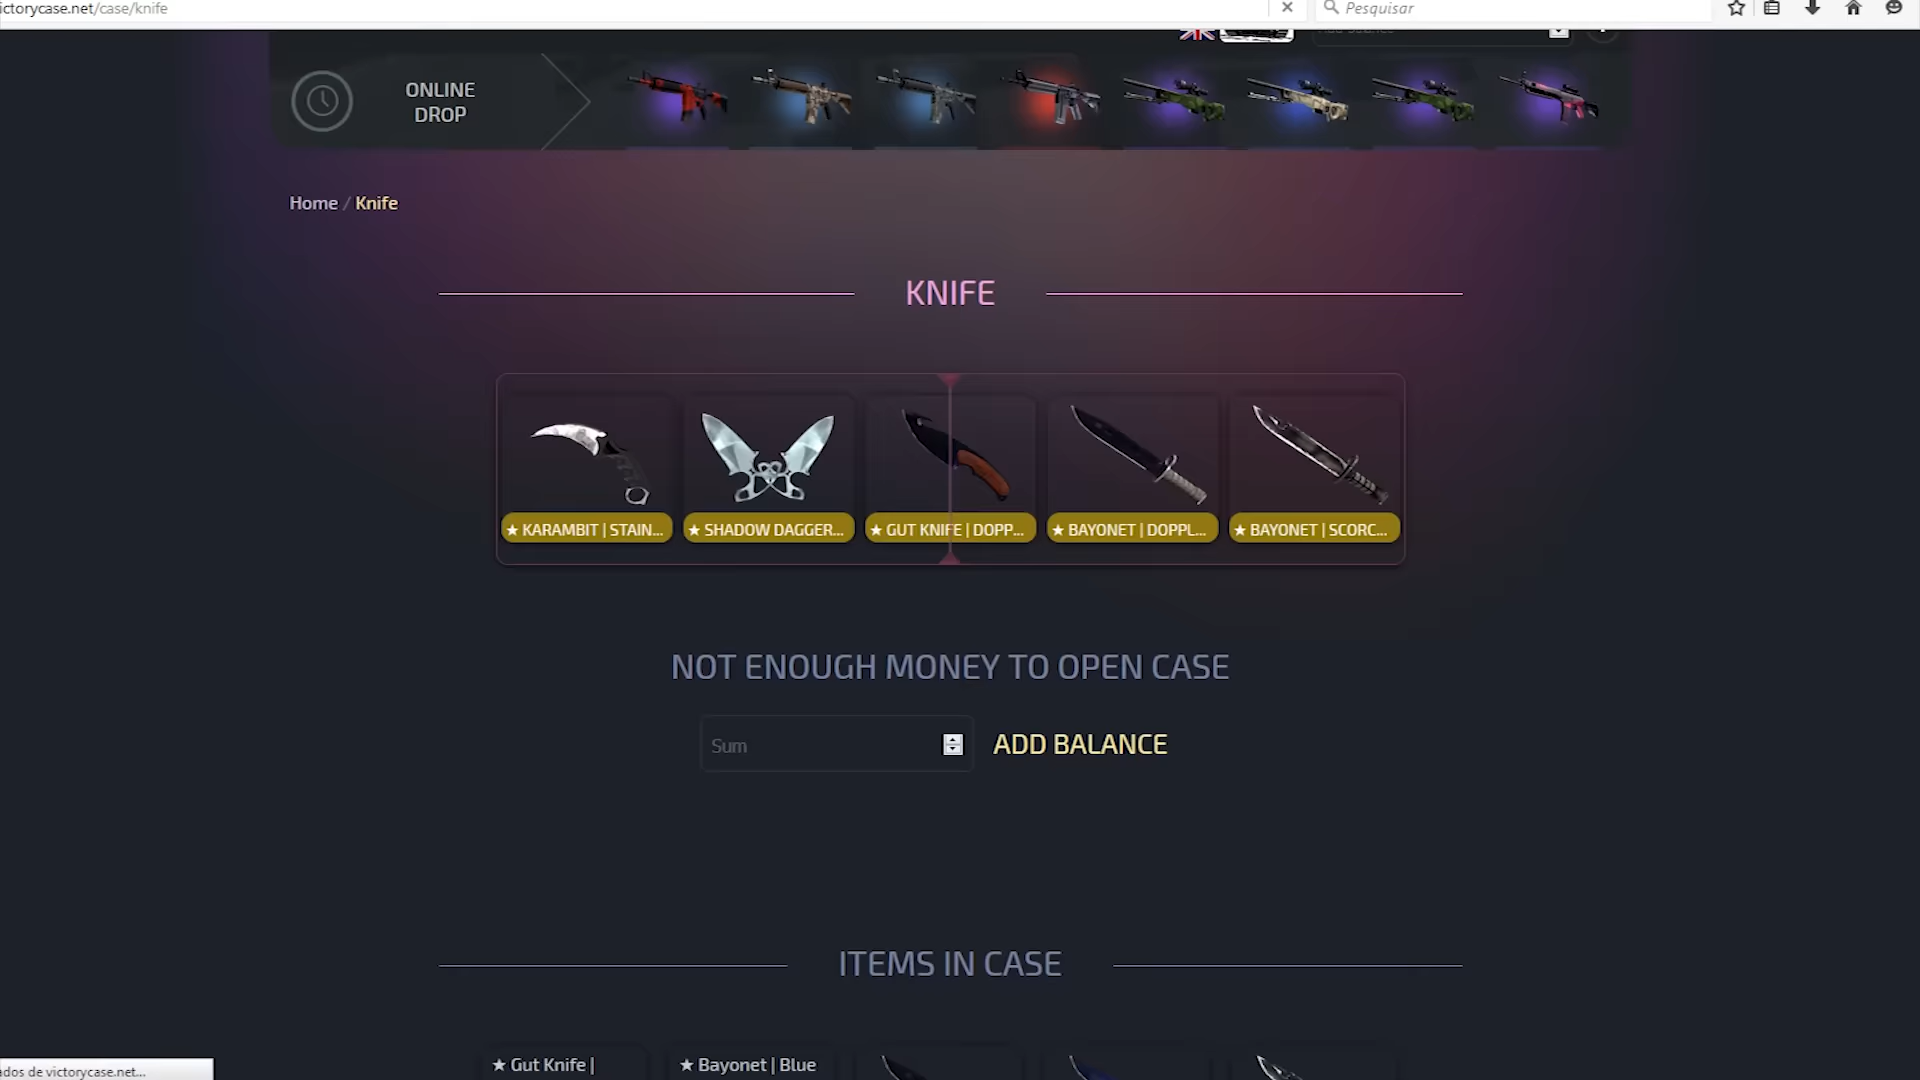 ictorycase.net/case/knife
Pesquisar
ONLINE
DROP
Home / Knife
KNIFE
★ KARAMBIT | STAIN...
★ SHADOW DAGGER...
★ GUT KNIFE | DOPP...
★ BAYONET | DOPPL...
★ BAYONET | SCORC...
NOT ENOUGH MONEY TO OPEN CASE
Sum
ADD BALANCE
ITEMS IN CASE
★ Gut Knife |
★ Bayonet | Blue
ados de victorycase.net...